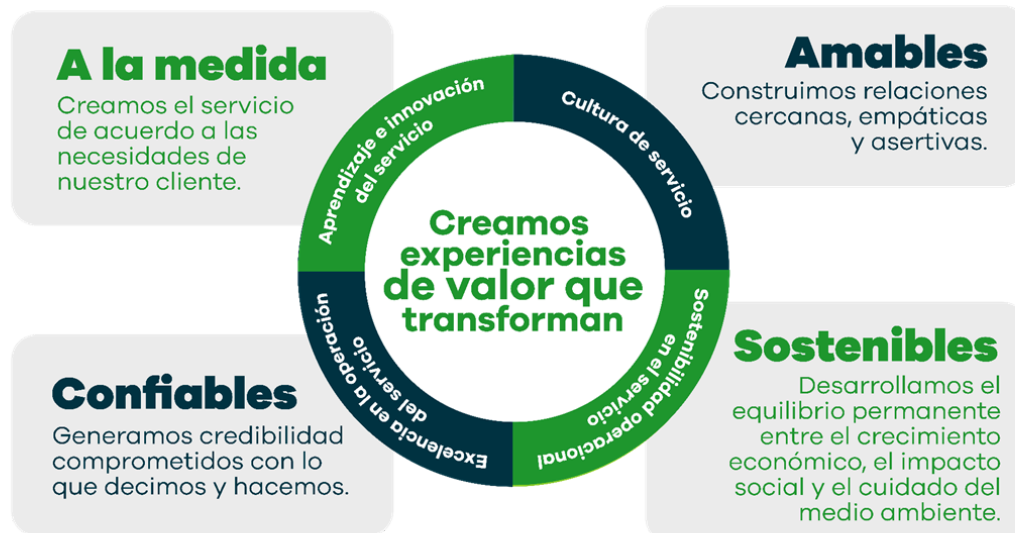 A la medida
Creamos el servicio
de acuerdo a las
necesidades de
nuestro cliente.
Amables
Construimos relaciones
cercanas, empáticas
y asertivas.
Aprendizaje e innovación
del servicio
Cultura de servicio
Creamos
experiencias
de valor que
transforman
Excelencia en la operación
del servicio
Sostenibilidad operacional
en el servicio
Confiables
Generamos credibilidad
comprometidos con lo
que decimos y hacemos.
Sostenibles
Desarrollamos el
equilibrio permanente
entre el crecimiento
económico, el impacto
social y el cuidado del
medio ambiente.